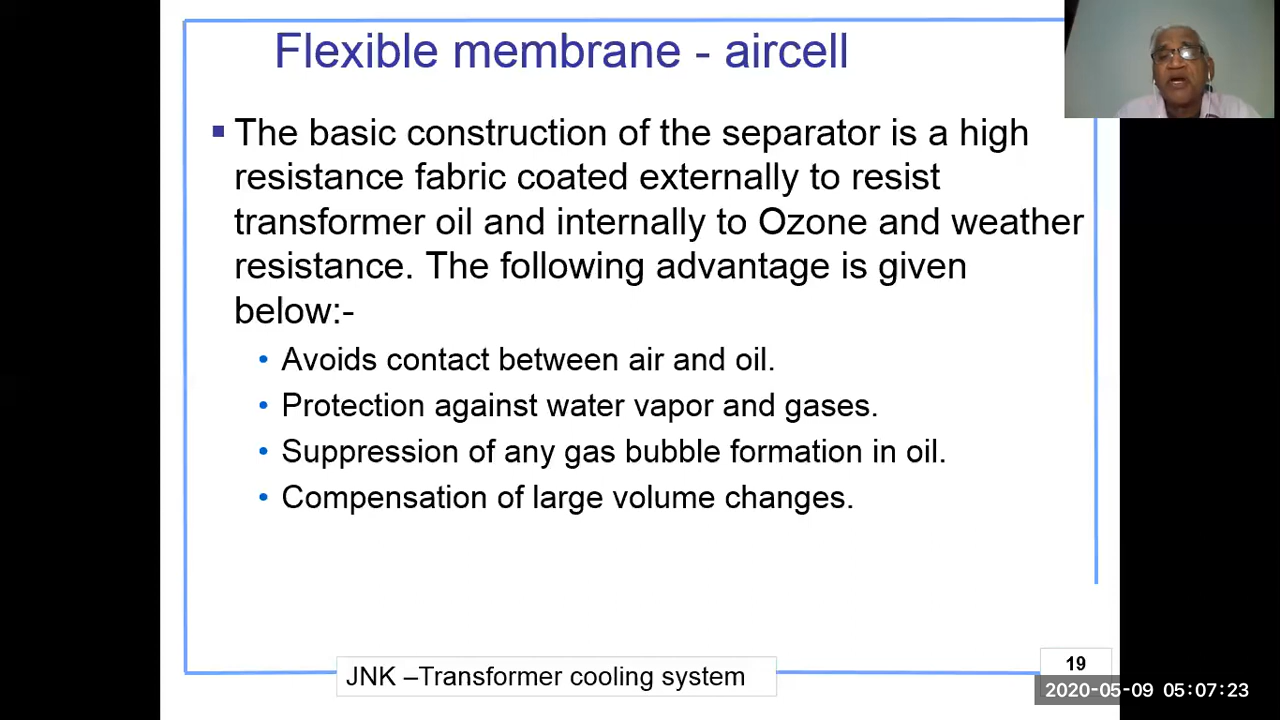 Flexible membrane - aircell
▪ The basic construction of the separator is a high
resistance fabric coated externally to resist
transformer oil and internally to Ozone and weather
resistance. The following advantage is given
below:-
• Avoids contact between air and oil.
• Protection against water vapor and gases.
• Suppression of any gas bubble formation in oil.
• Compensation of large volume changes.
JNK –Transformer cooling system
19
2020-05-09 05:07:23